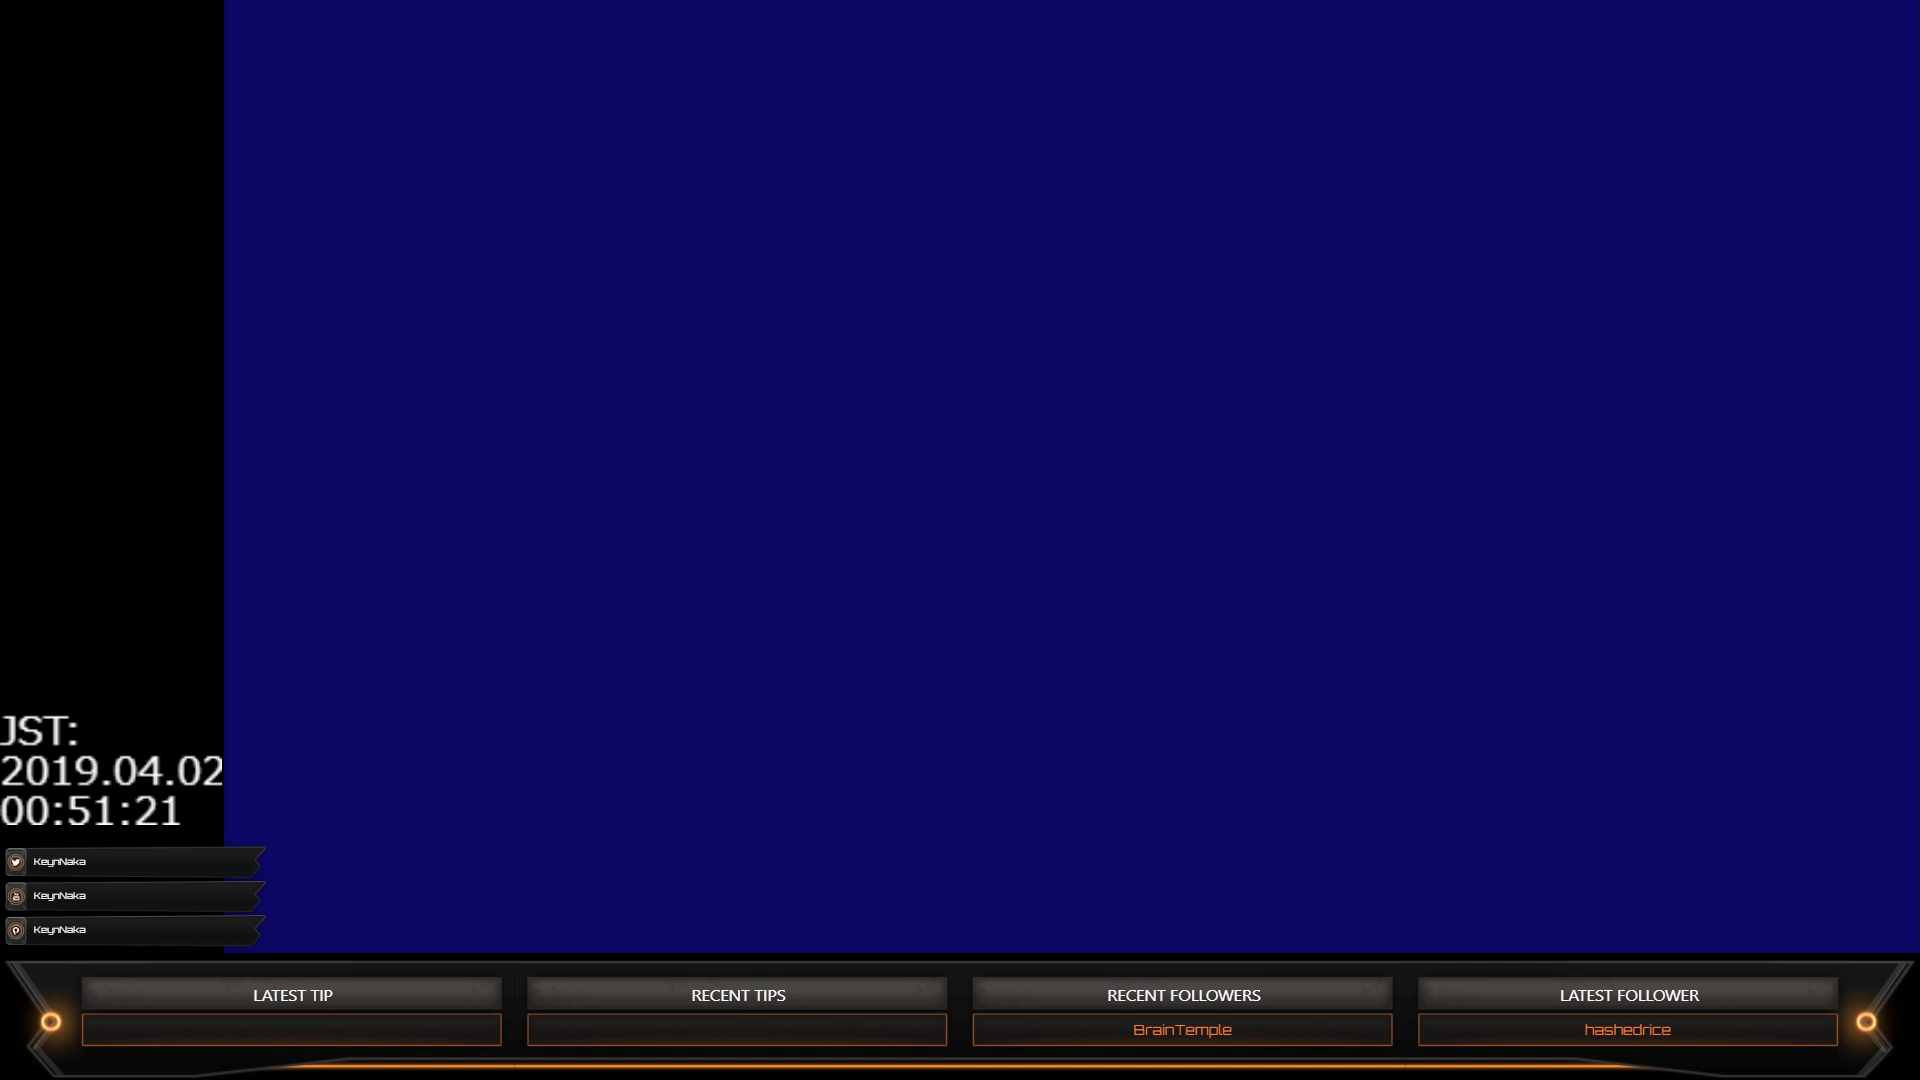 JST:
2019.04.02
00:51:21
KeynNaka
KeynNaka
KeynNaka
LATEST TIP
RECENT TIPS
RECENT FOLLOWERS
LATEST FOLLOWER
BrainTemple
hashedrice